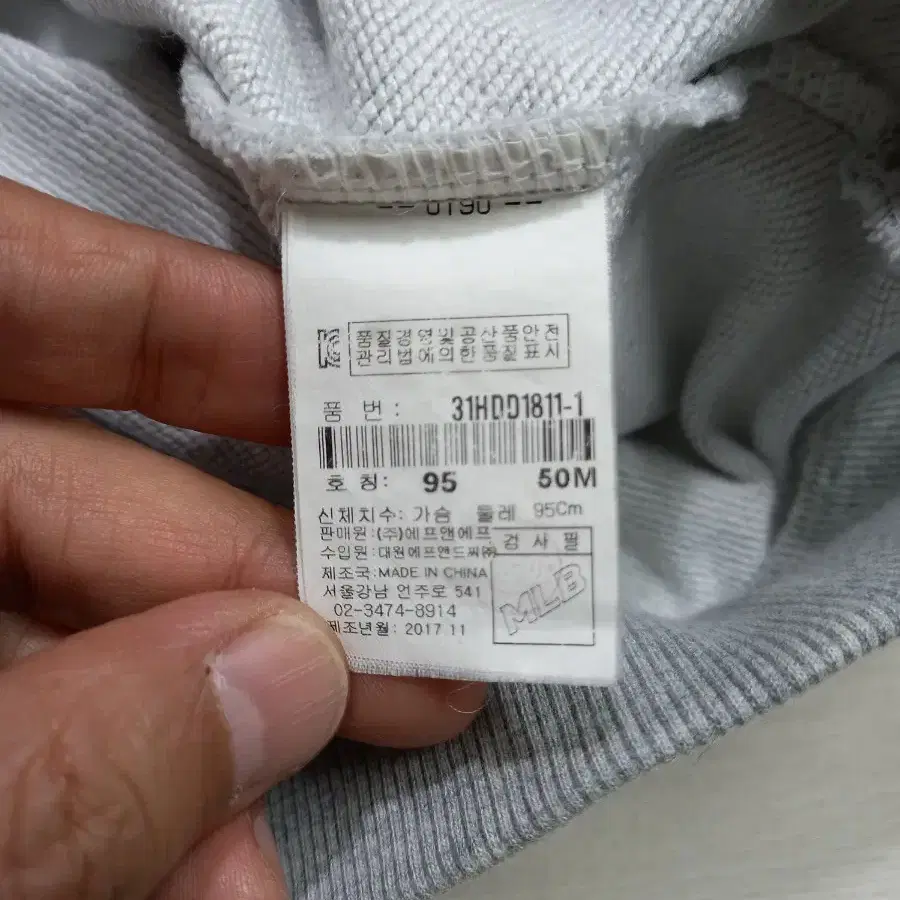 -- 0190 --
품질경영및공산품안전
관리법에의한품질표시
품 번 : 31HDD1811-1
호 칭: 95 50M
신체치수: 가슴 둘레 95Cm
판매원:(주)에프앤에프
수입원: 대원에프앤드씨㈜
검 사 필
제조국:MADE IN CHINA
서울강남 언주로 541
MLB
02-3474-8914
제조년월: 2017 11